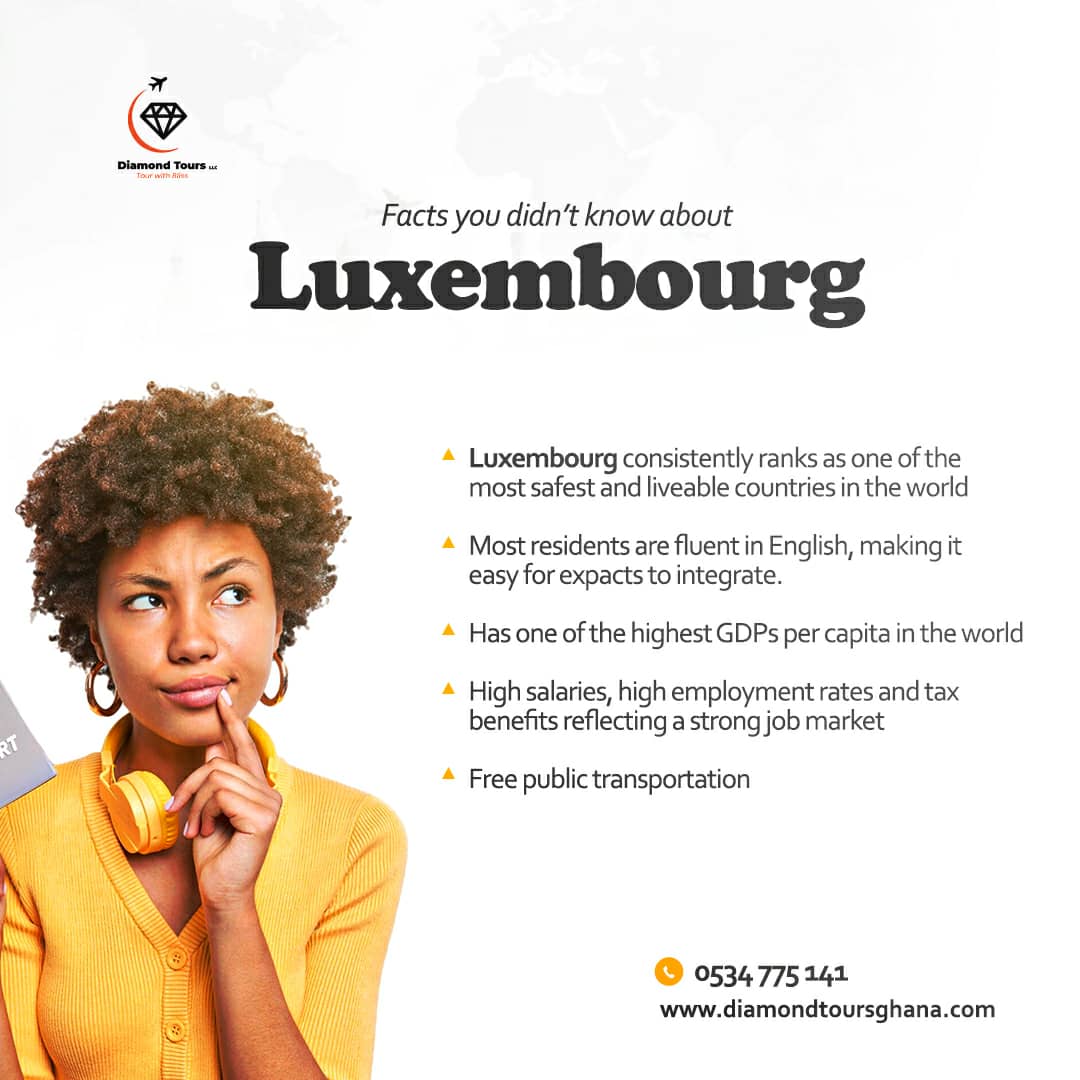 Diamond Tours LLC
Tour with Bliss
Facts you didn't know about
Luxembourg
Luxembourg consistently ranks as one of the
most safest and liveable countries in the world
Most residents are fluent in English, making it
easy for expacts to integrate.
Has one of the highest GDPs per capita in the world
High salaries, high employment rates and tax
benefits reflecting a strong job market
Free public transportation
RT
0534 775 141
www.diamondtoursghana.com